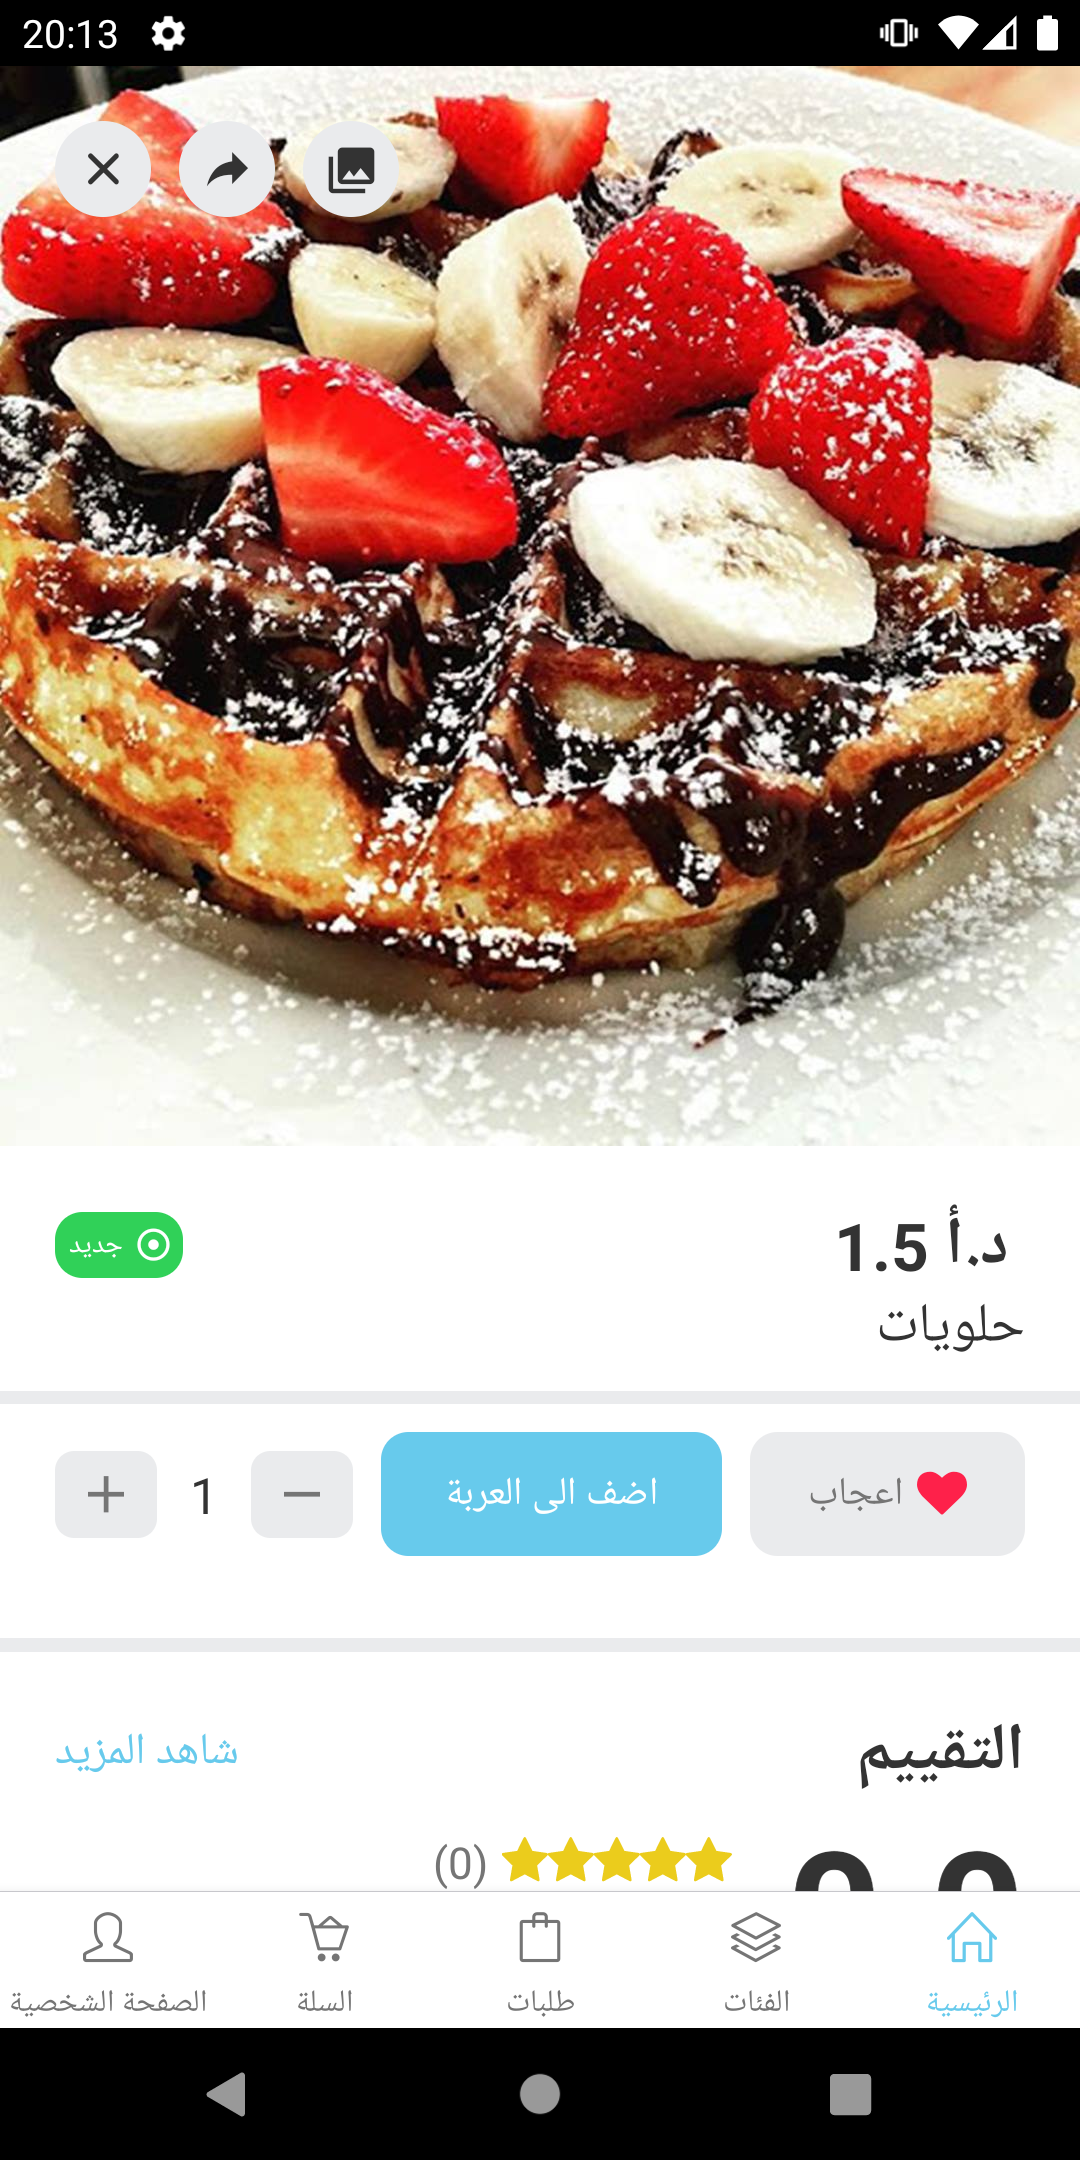 20:13
د.أ 1.5
جديد
حلويات
اعجاب
اضف الى العربة
1
التقييم
شاهد المزيد
(0)
الرئيسية
الفئات
طلبات
السلة
الصفحة الشخصية